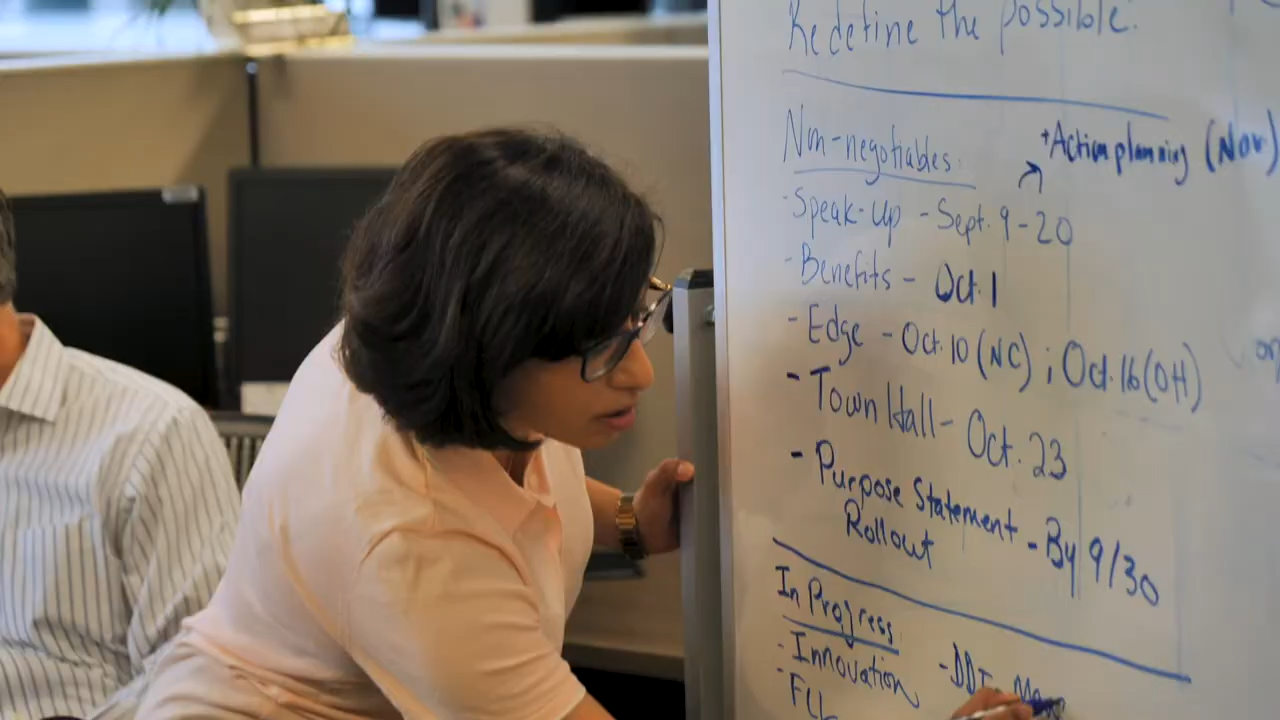 Redefine the possible.
Non-negotiables
+Action planning (Nov)
- Speak-Up - Sept. 9-20
- Benefits - Oct. 1
- Edge - Oct. 10 (NC) ; Oct. 16 (OH)
- Town Hall - Oct. 23
- Purpose Statement
Rollout - By 9/30
In Progress
- Innovation